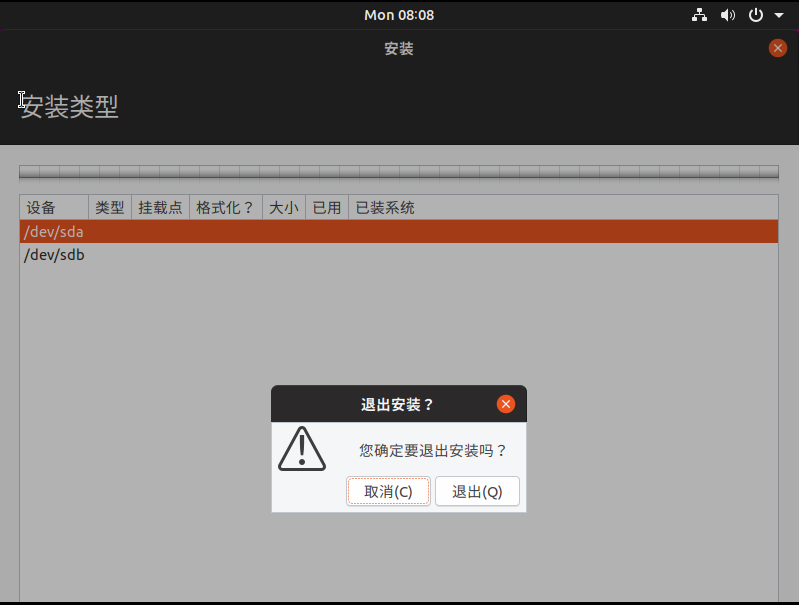 Mon 08:08
安装
安装类型
设备 类型 挂载点 格式化？ 大小 已用 已装系统
/dev/sda
/dev/sdb
退出安装？
您确定要退出安装吗？
取消(C) 退出(Q)